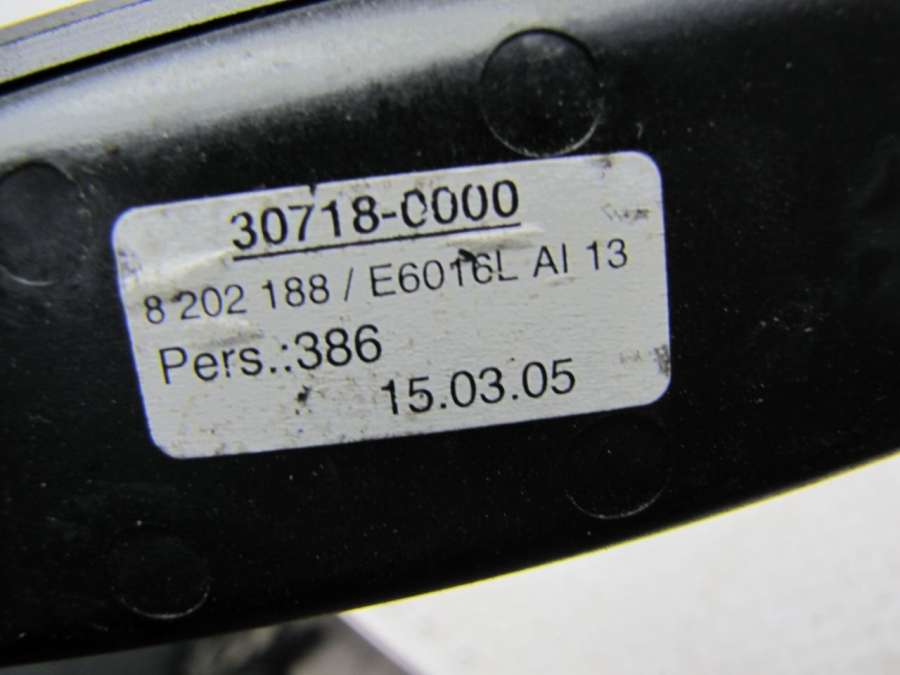 30718-0000
8 202 188 / E6016L AI 13
Pers.:386
15.03.05